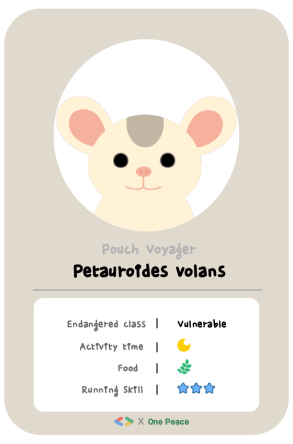 Pouch Voyager
Petauroides volans
Endangered class | Vulnerable
Activity time |
Food |
Running Skill |
X One Peace